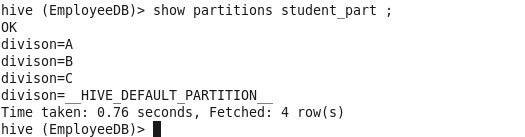 hive (EmployeeDB)> show partitions student_part ;
OK
divison=A
divison=B
divison=C
divison=__HIVE_DEFAULT_PARTITION__
Time taken: 0.76 seconds, Fetched: 4 row(s)
hive (EmployeeDB)>